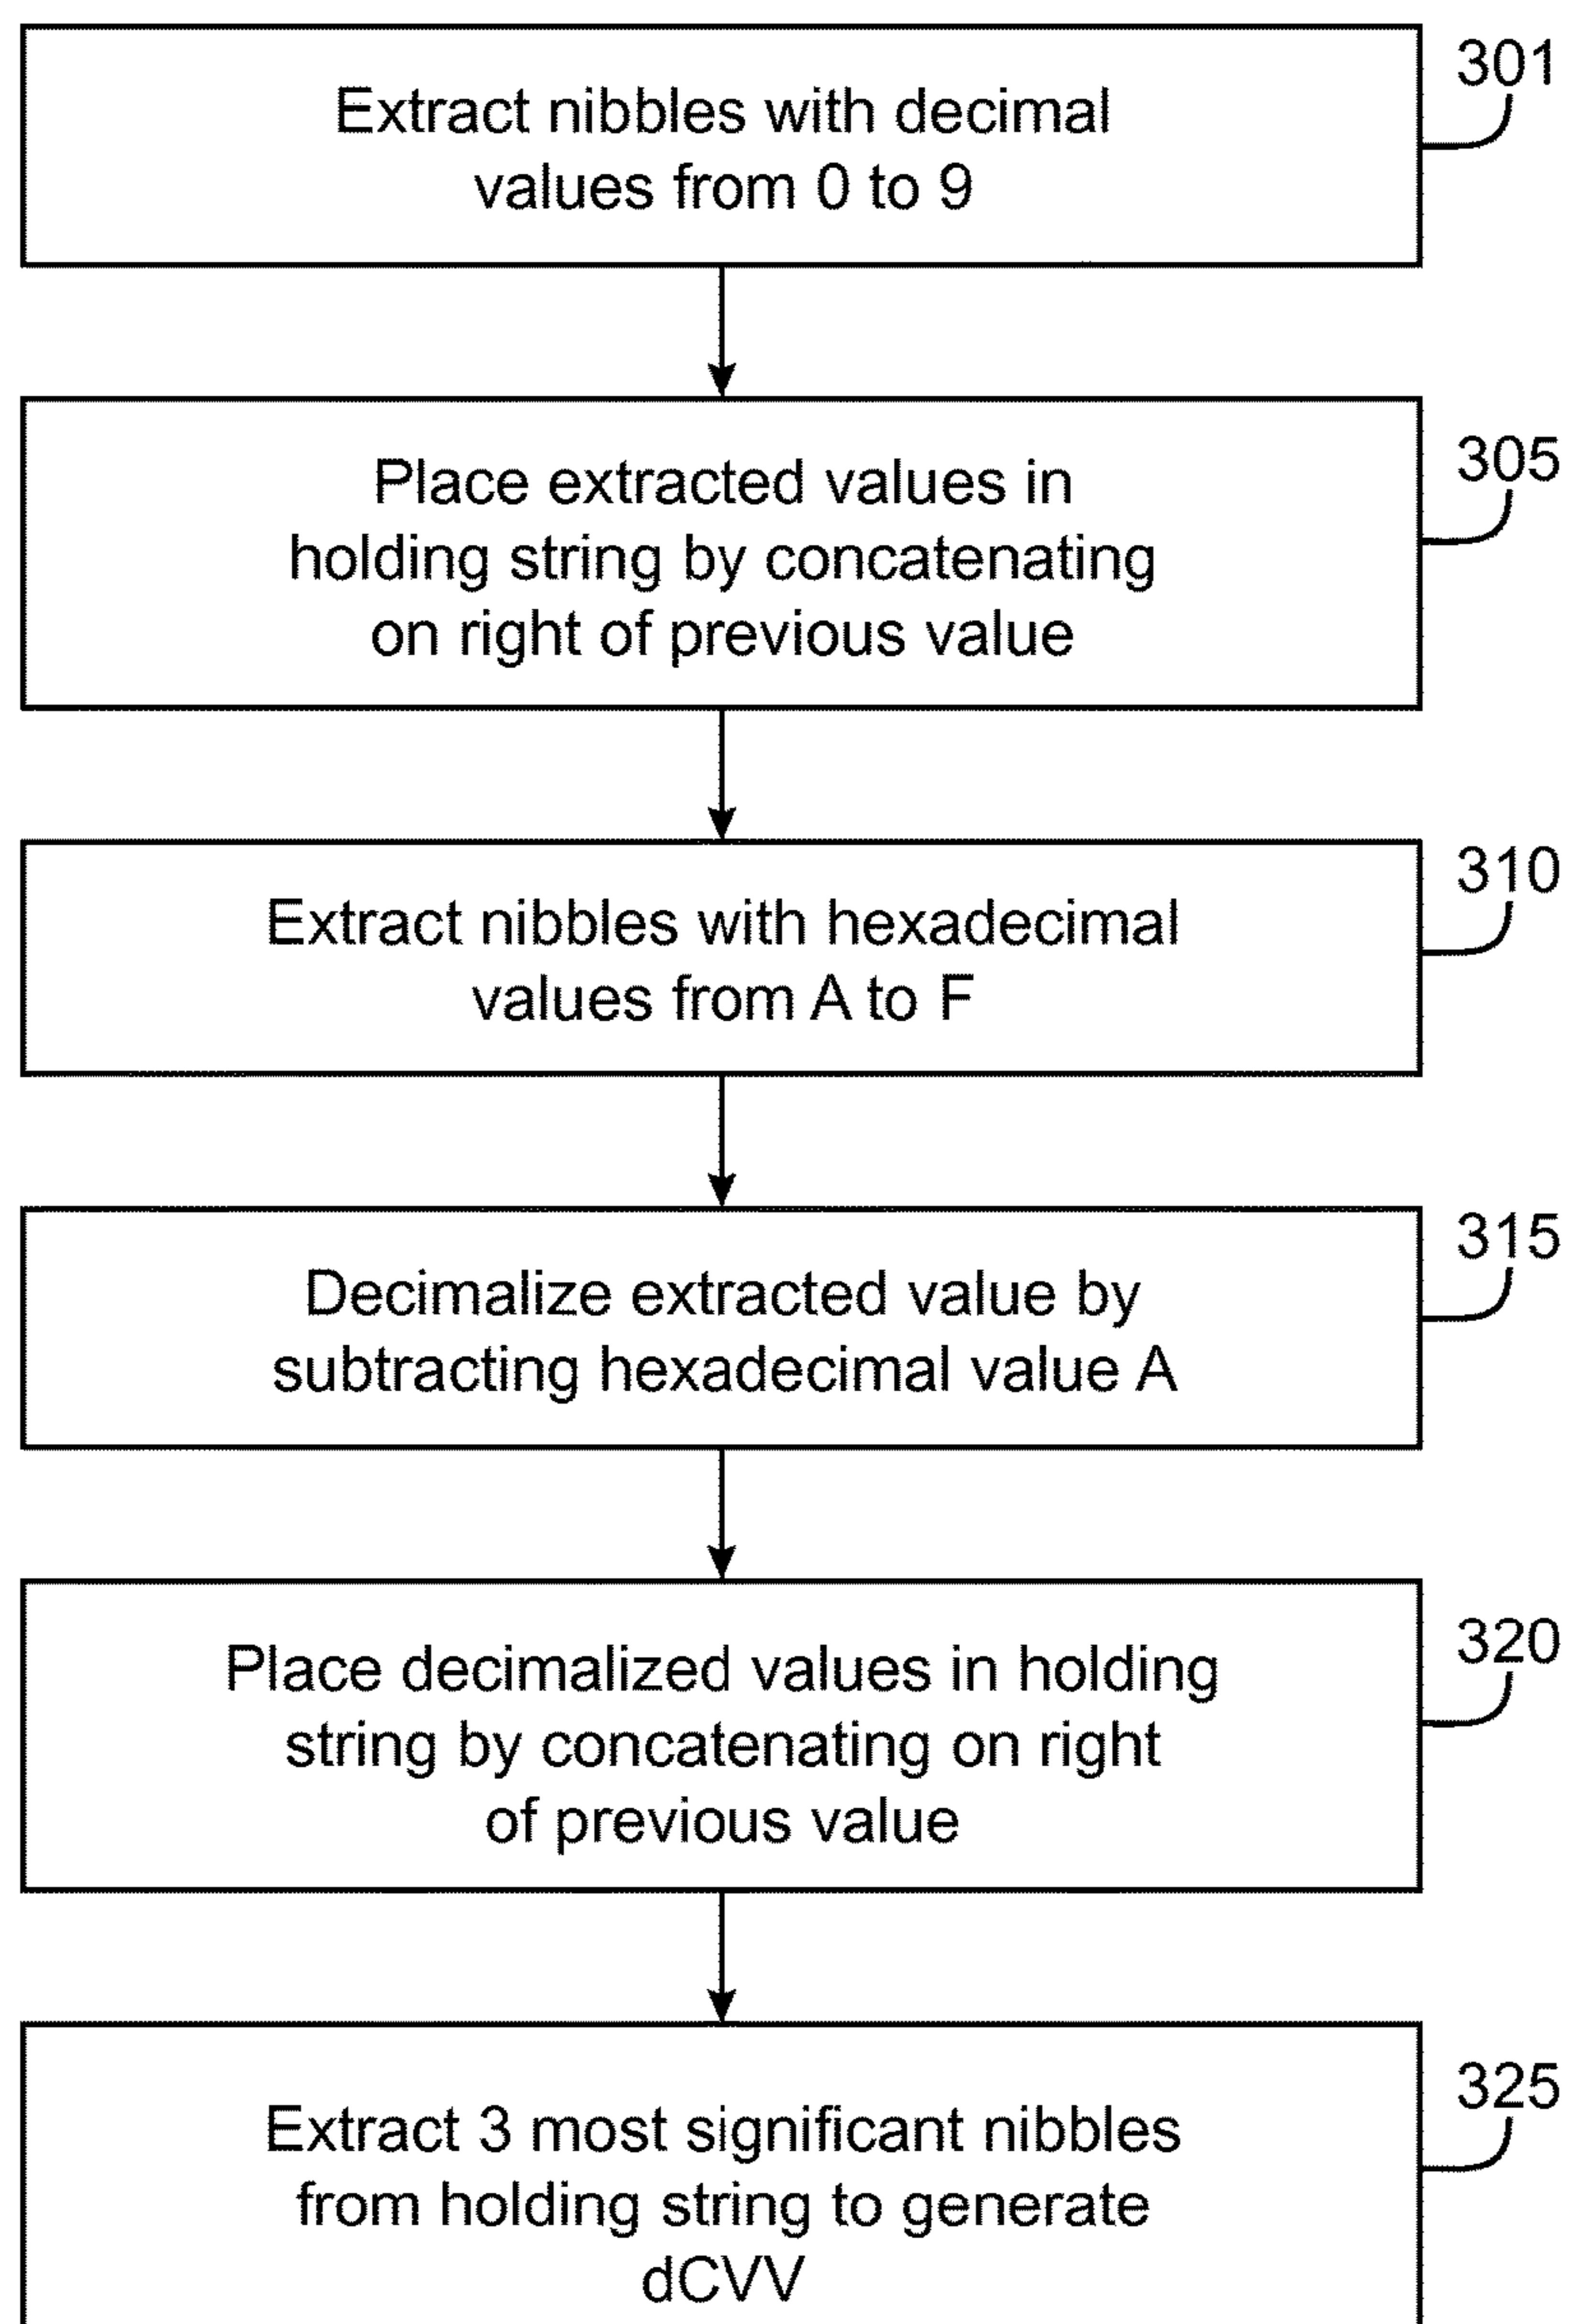 301
Extract nibbles with decimal
values from 0 to 9
305
Place extracted values in
holding string by concatenating
on right of previous value
310
Extract nibbles with hexadecimal
values from A to F
315
Decimalize extracted value by
subtracting hexadecimal value A
320
Place decimalized values in holding
string by concatenating on right
of previous value
325
Extract 3 most significant nibbles
from holding string to generate
dCVV